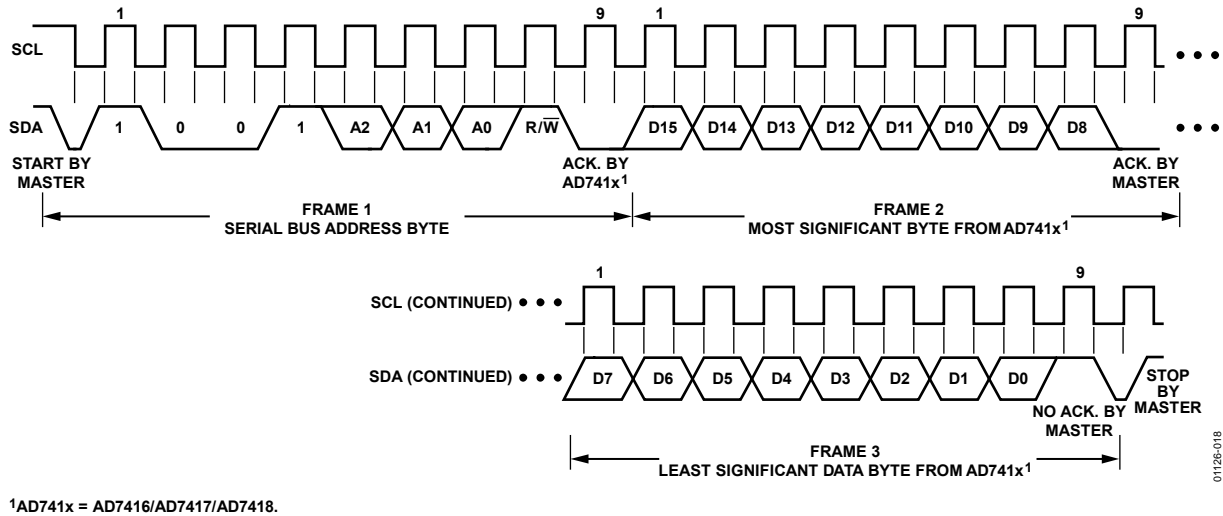 1 9 1 9
SCL
SDA 1 0 0 1 A2 A1 A0 R/W̅ D15 D14 D13 D12 D11 D10 D9 D8
START BY
MASTER
ACK. BY
AD741x¹
ACK. BY
MASTER
FRAME 1
SERIAL BUS ADDRESS BYTE
FRAME 2
MOST SIGNIFICANT BYTE FROM AD741x¹
1 9
SCL (CONTINUED)
SDA (CONTINUED) D7 D6 D5 D4 D3 D2 D1 D0
NO ACK. BY
MASTER
STOP
BY
MASTER
FRAME 3
LEAST SIGNIFICANT DATA BYTE FROM AD741x¹
¹AD741x = AD7416/AD7417/AD7418.
01126-018